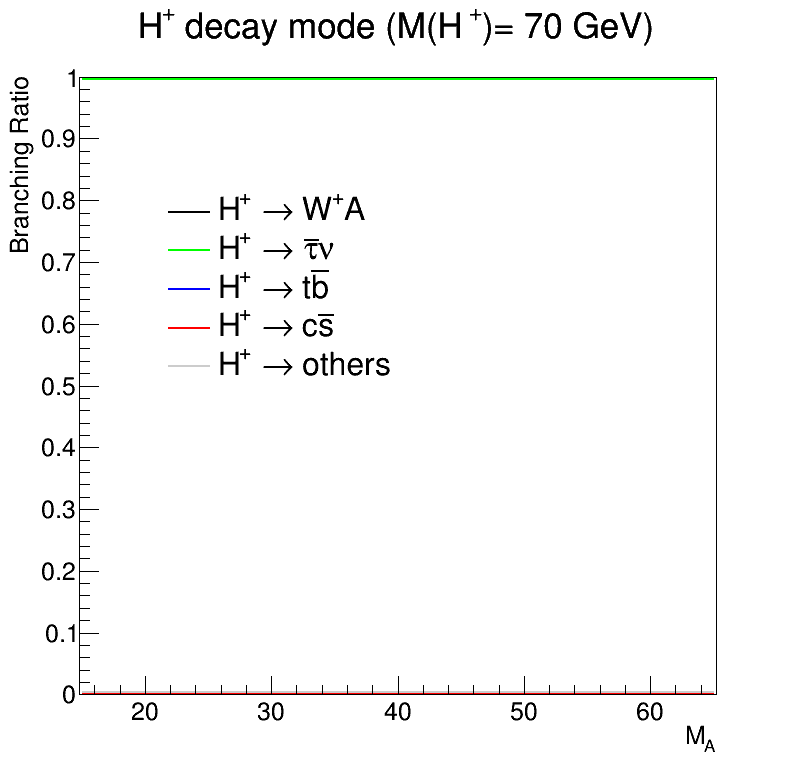 H⁺ decay mode (M(H⁺)= 70 GeV)
Branching Ratio
1
0.9
0.8
0.7
0.6
0.5
0.4
0.3
0.2
0.1
0
H⁺ → W⁺A
H⁺ → τ̅ν
H⁺ → tb̅
H⁺ → cs̅
H⁺ → others
20 30 40 50 60
M_A